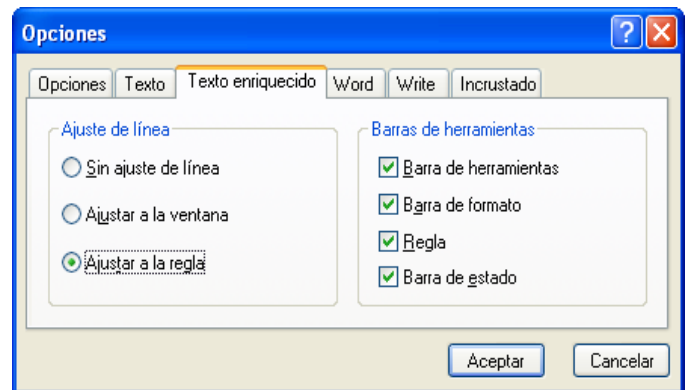 Opciones
Opciones Texto Texto enriquecido Word Write Incrustado
Ajuste de línea
Sin ajuste de línea
Ajustar a la ventana
Ajustar a la regla
Barras de herramientas
Barra de herramientas
Barra de formato
Regla
Barra de estado
Aceptar Cancelar